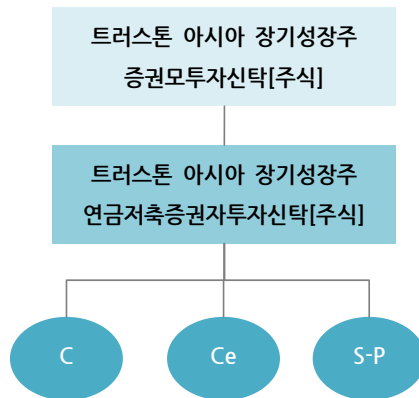 트러스톤 아시아 장기성장주
증권모투자신탁[주식]
트러스톤 아시아 장기성장주
연금저축증권자투자신탁[주식]
C
Ce
S-P